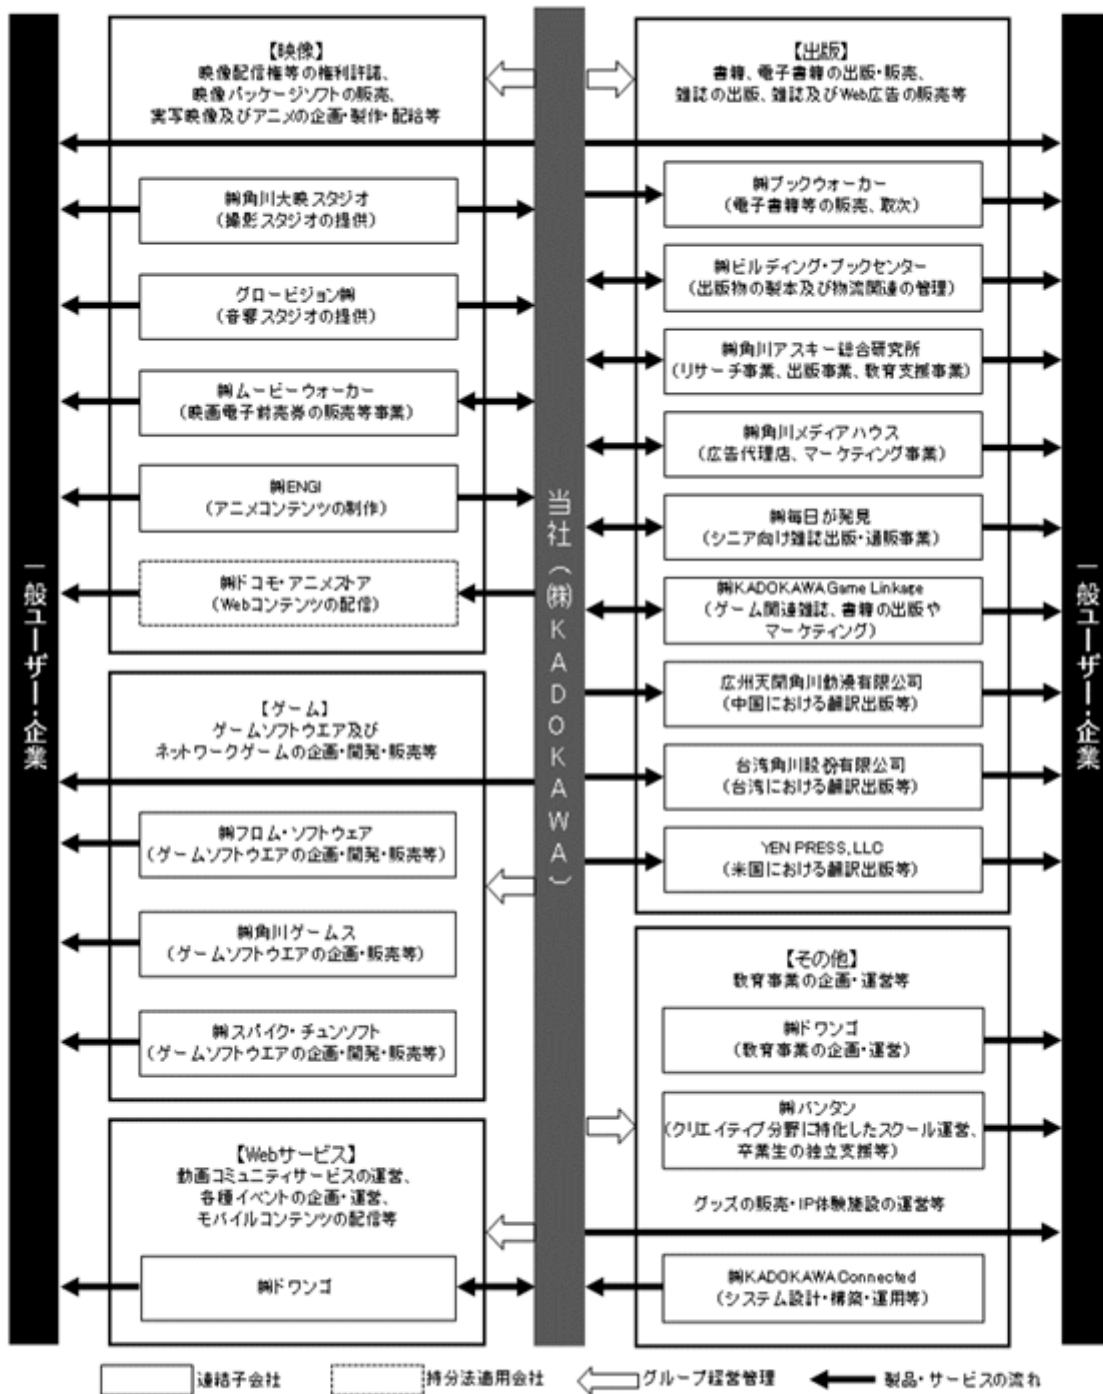 一般ユーザー・企業
【映像】
映像配信権等の権利許諾、
映像パッケージソフトの販売、
実写映像及びアニメの企画・製作・配給等
㈱角川大映スタジオ
(撮影スタジオの提供)
グロービジョン㈱
(音響スタジオの提供)
㈱ムービーウォーカー
(映画電子前売券の販売等事業)
㈱ENGI
(アニメコンテンツの制作)
㈱ドコモ・アニメストア
(Webコンテンツの配信)
【ゲーム】
ゲームソフトウエア及び
ネットワークゲームの企画・開発・販売等
㈱フロム・ソフトウェア
(ゲームソフトウエアの企画・開発・販売等)
㈱角川ゲームス
(ゲームソフトウエアの企画・販売等)
㈱スパイク・チュンソフト
(ゲームソフトウエアの企画・開発・販売等)
【Webサービス】
動画コミュニティサービスの運営、
各種イベントの企画・運営、
モバイルコンテンツの配信等
㈱ドワンゴ
当社(㈱KADOKAWA)
【出版】
書籍、電子書籍の出版・販売、
雑誌の出版、雑誌及びWeb広告の販売等
㈱ブックウォーカー
(電子書籍等の販売、取次)
㈱ビルディング・ブックセンター
(出版物の製本及び物流関連の管理)
㈱角川アスキー総合研究所
(リサーチ事業、出版事業、教育支援事業)
㈱角川メディアハウス
(広告代理店、マーケティング事業)
㈱毎日が発見
(シニア向け雑誌出版・通販事業)
㈱KADOKAWA Game Linkage
(ゲーム関連雑誌、書籍の出版や
マーケティング)
広州天聞角川動漫有限公司
(中国における翻訳出版等)
台湾角川股份有限公司
(台湾における翻訳出版等)
YEN PRESS, LLC
(米国における翻訳出版等)
【その他】
教育事業の企画・運営等
㈱ドワンゴ
(教育事業の企画・運営)
㈱バンタン
(クリエイティブ分野に特化したスクール運営、
卒業生の独立支援等)
グッズの販売・IP体験施設の運営等
㈱KADOKAWA Connected
(システム設計・構築・運用等)
一般ユーザー・企業
連結子会社
持分法適用会社
グループ経営管理
製品・サービスの流れ